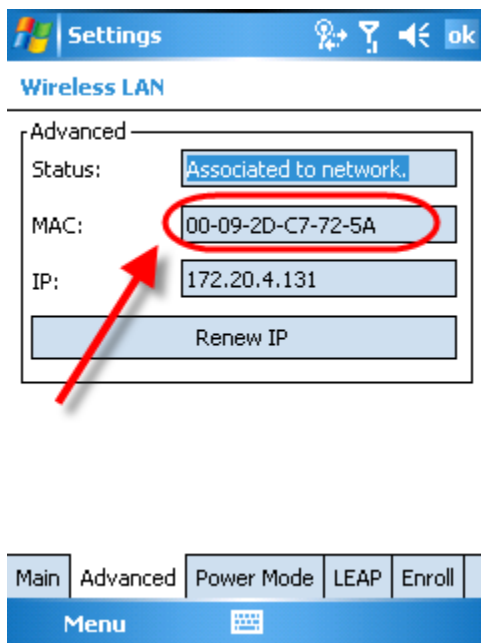 Settings ok
Wireless LAN
Advanced
Status: Associated to network.
MAC: 00-09-2D-C7-72-5A
IP: 172.20.4.131
Renew IP
Main Advanced Power Mode LEAP Enroll
Menu